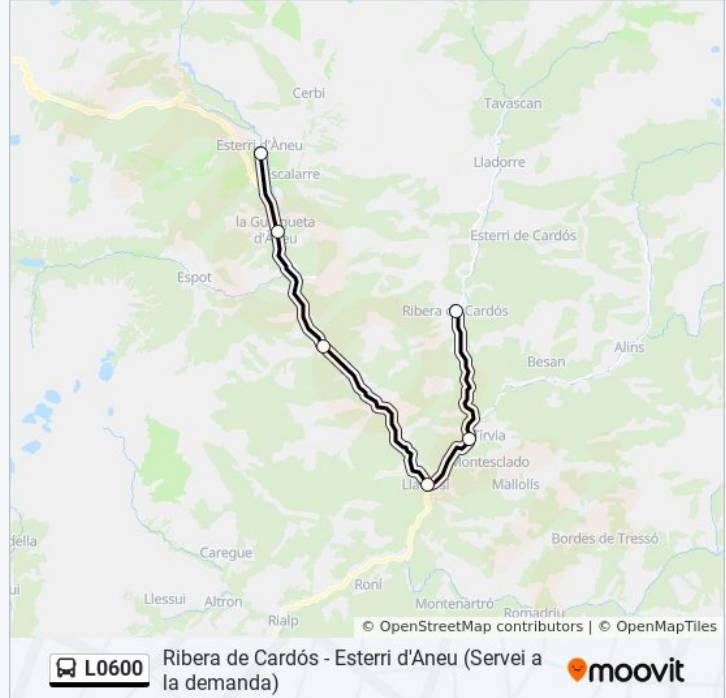 Cerbi
Tavascan
Esterri d'Àneu
Lladorre
la
d'
Esterri de Cardós
Espot
Ribera de Cardós
Alins
Besan
Tírvia
Montesclado
Mallolís
Bordes de Tressó
Caregue
Roní
Llessui
Altron
Montenartró
Romadriu
Rialp
© OpenStreetMap contributors | © OpenMapTiles
L0600
Ribera de Cardós - Esterri d'Aneu (Servei a
la demanda)
moovit